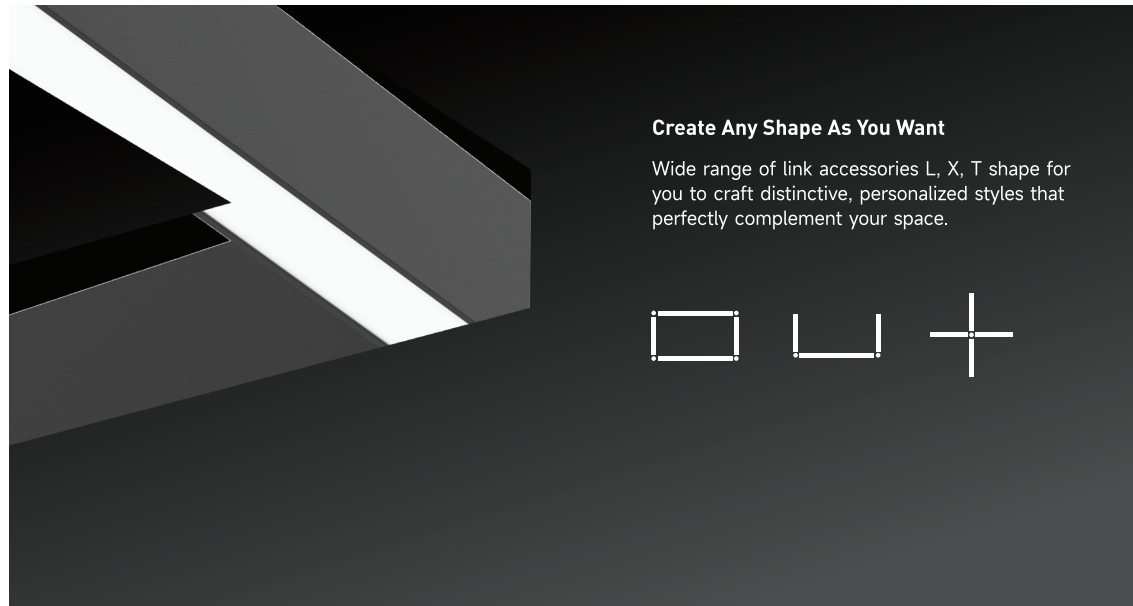 Create Any Shape As You Want
Wide range of link accessories L, X, T shape for
you to craft distinctive, personalized styles that
perfectly complement your space.